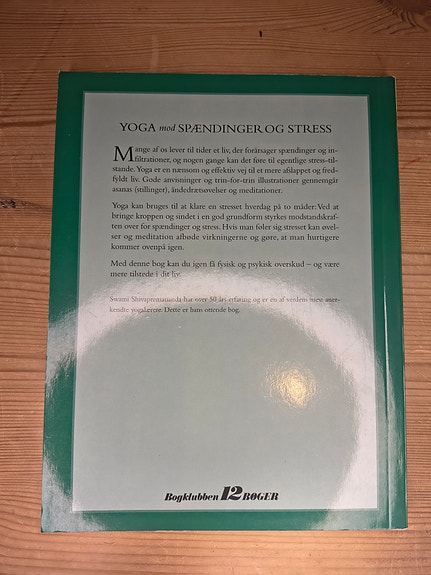 YOGA mod SPÆNDINGER OG STRESS
Mange af os lever til tider et liv, der forårsager spændinger og in-
filtrationer, og nogen gange kan det føre til egentlige stress-til-
stande. Yoga er en nænsom og effektiv vej til et mere afslappet og fred-
fyldt liv. Gode anvisninger og trin-for-trin illustrationer gennemgår
asanas (stillinger), åndedrætsøvelser og meditationer.
Yoga kan bruges til at klare en stresset hverdag på to måder: Ved at
bringe kroppen og sindet i en god grundform styrkes modstandskraf-
ten over for spændinger og stress. Hvis man føler sig stresset kan øvel-
ser og meditation afbøde virkningerne og gøre, at man hurtigere
kommer ovenpå igen.
Med denne bog kan du igen få fysisk og psykisk overskud – og være
mere tilstede i dit liv.
Swami Shivapremananda har over 50 års erfaring og er en af verdens mest aner-
kendte yogalærere. Dette er hans ottende bog.
Bogklubben 12 BØGER